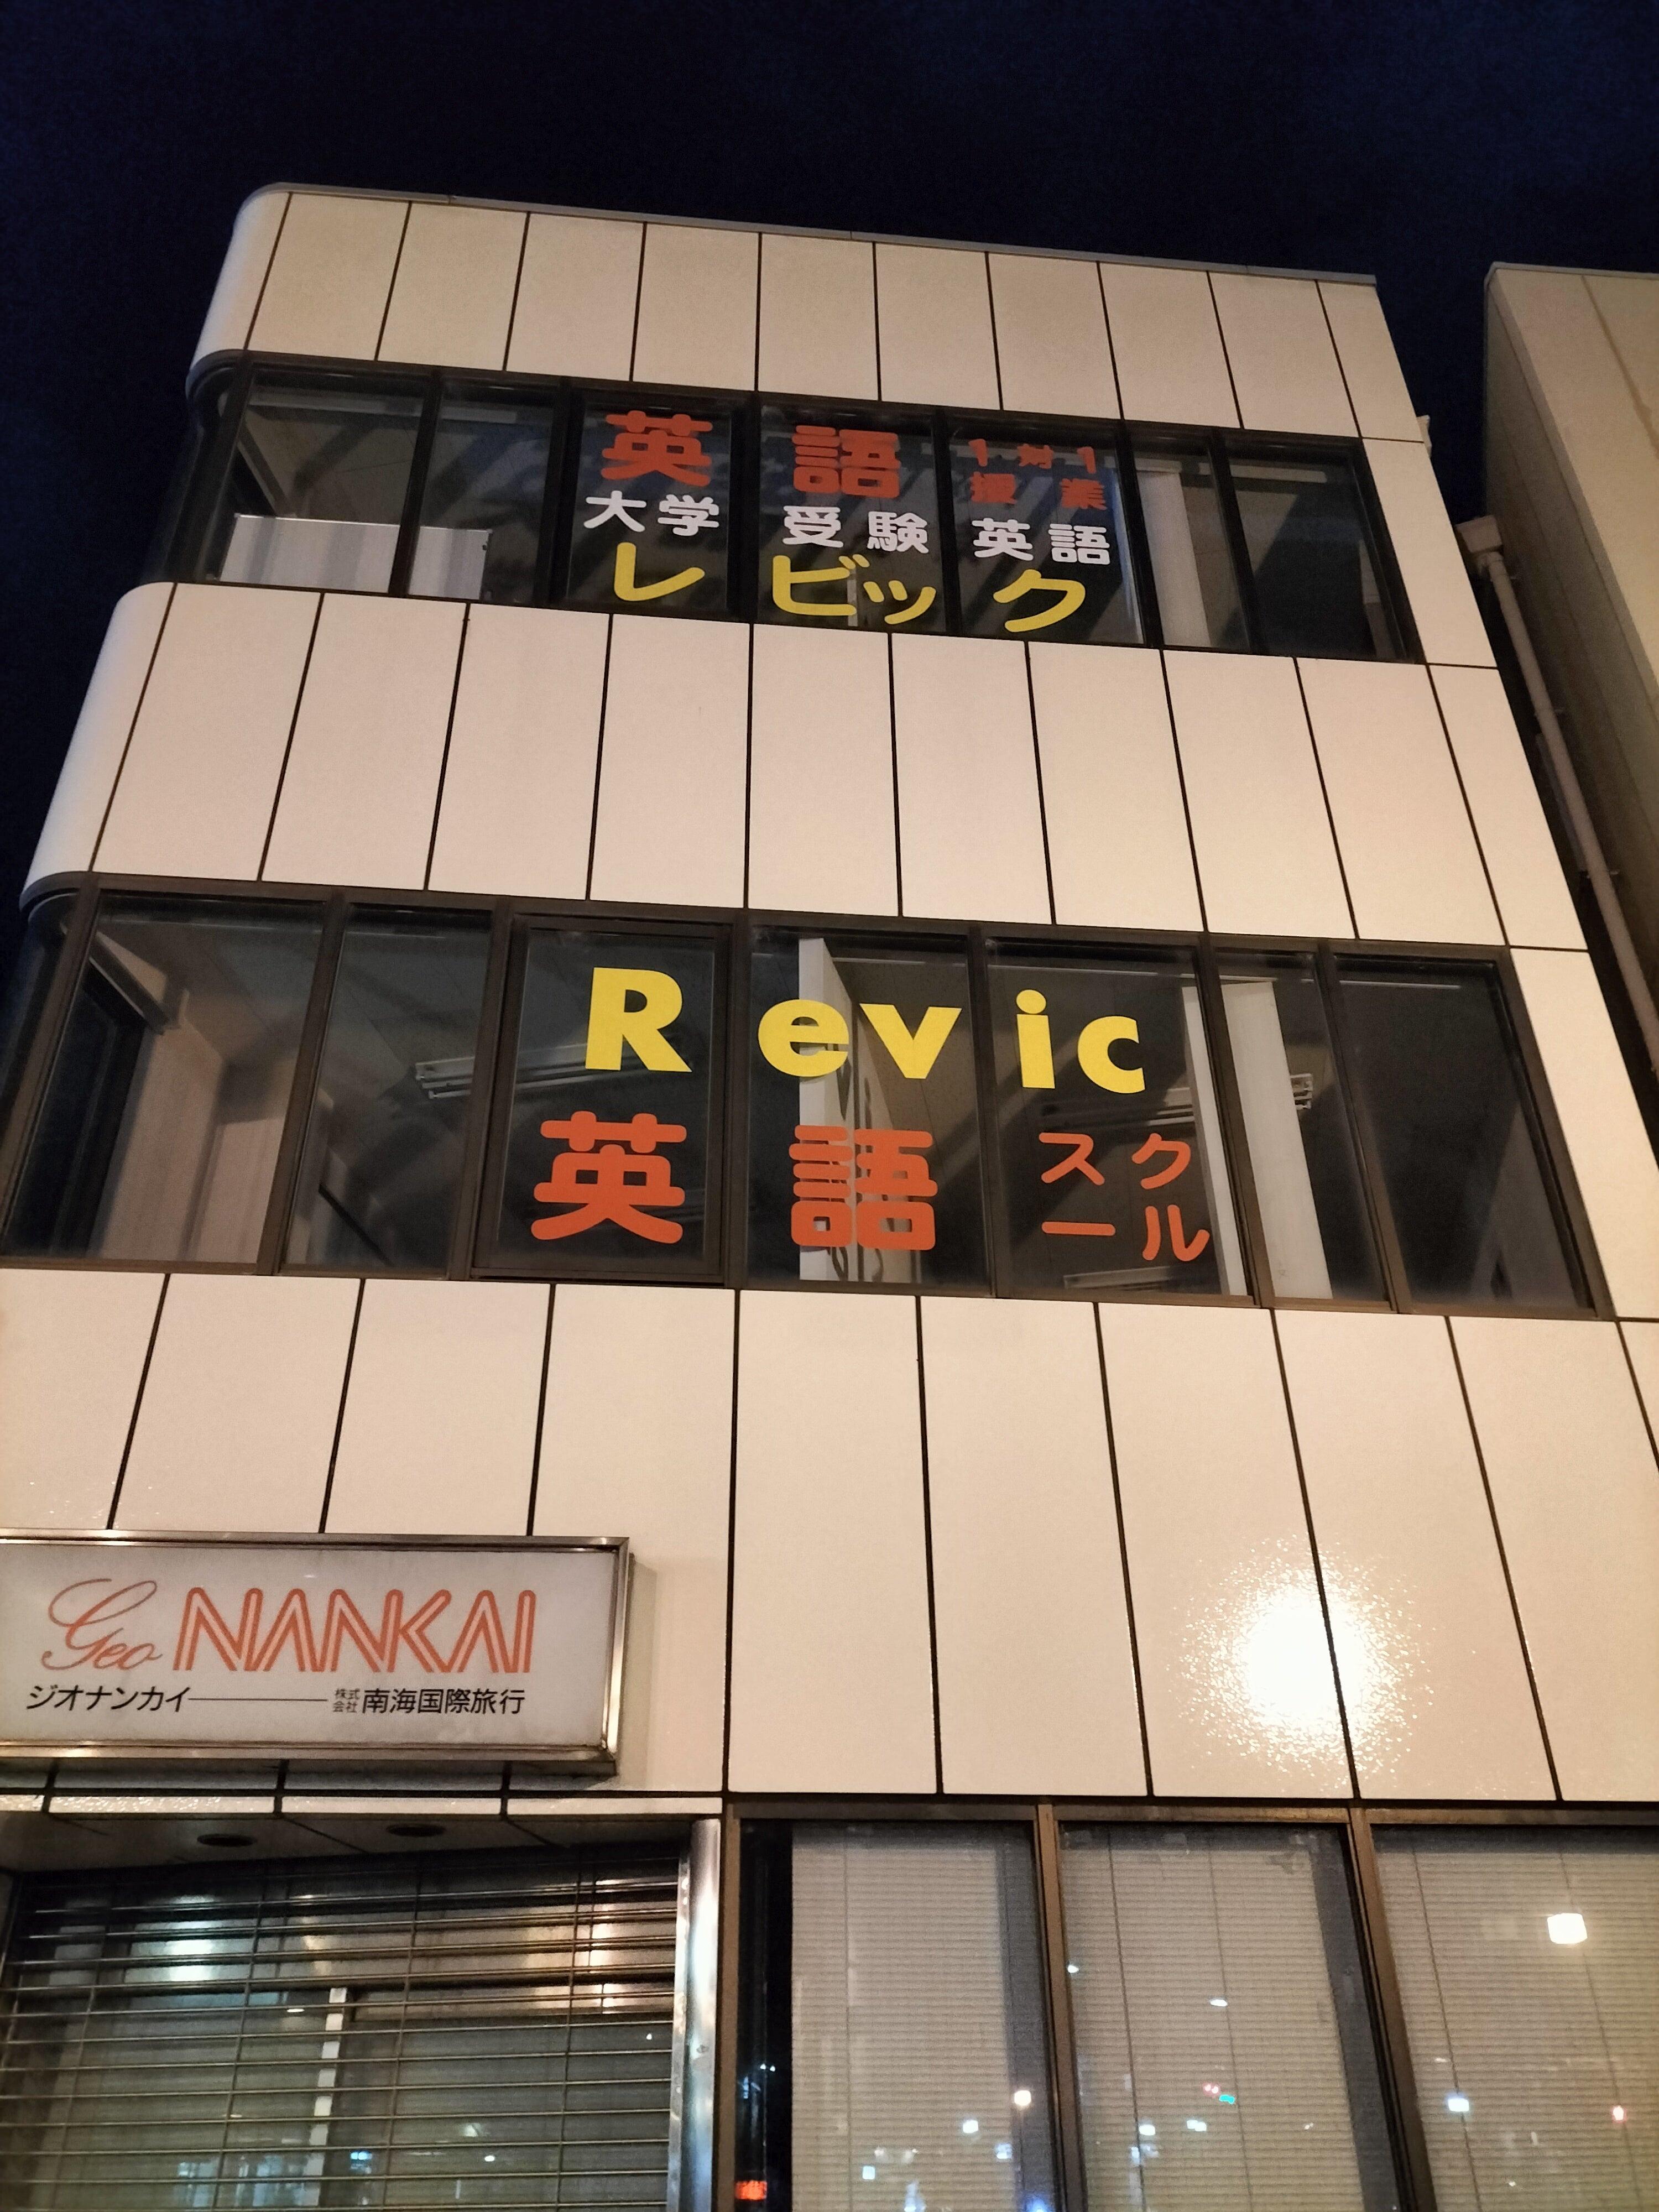 英語 1対1
授業
大学受験英語
レビック
Revic
英語 スク
ール
Geo NANKAI
ジオナンカイ 株式会社 南海国際旅行